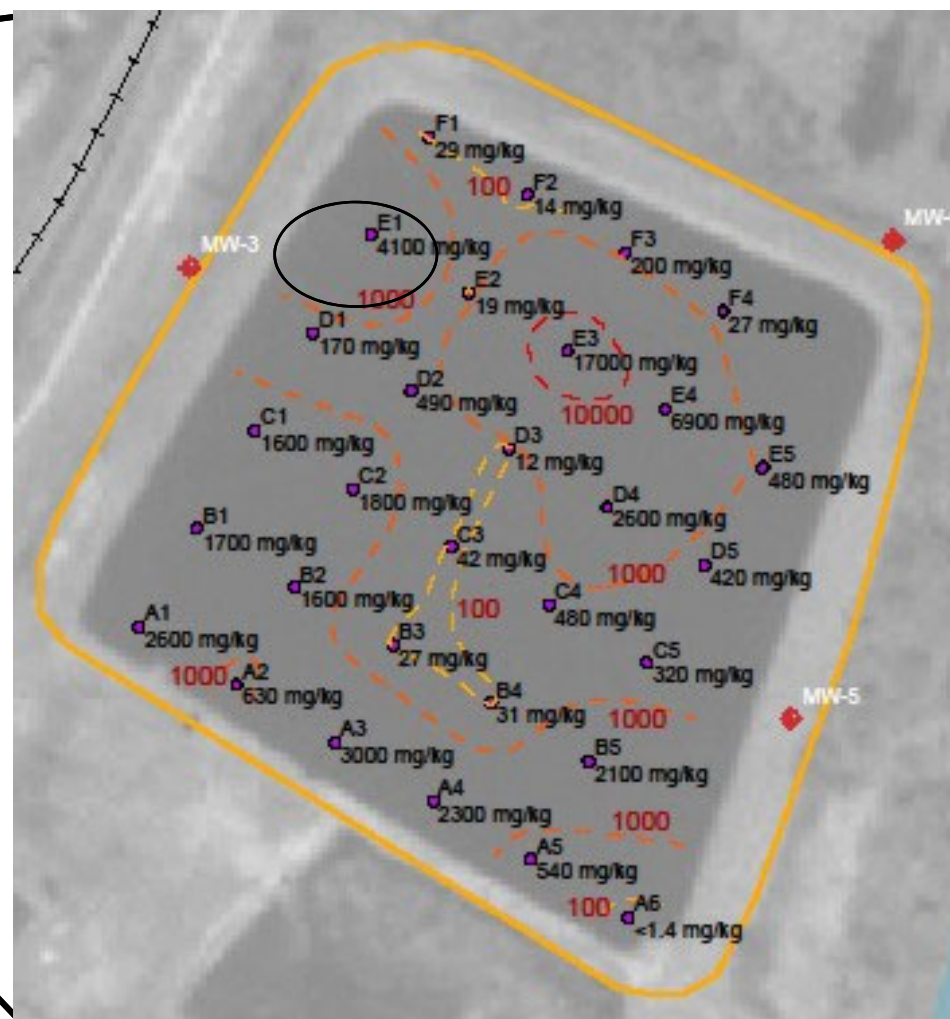 F1
29 mg/kg
100
F2
14 mg/kg
MW-
E1
4100 mg/kg
MW-3
F3
200 mg/kg
E2
19 mg/kg
1000
F4
27 mg/kg
D1
170 mg/kg
E3
17000 mg/kg
D2
490 mg/kg
E4
6900 mg/kg
10000
C1
1600 mg/kg
D3
12 mg/kg
E5
480 mg/kg
C2
1800 mg/kg
D4
2600 mg/kg
B1
1700 mg/kg
C3
42 mg/kg
D5
420 mg/kg
1000
B2
1600 mg/kg
C4
480 mg/kg
100
A1
2600 mg/kg
B3
27 mg/kg
C5
320 mg/kg
1000
A2
630 mg/kg
B4
31 mg/kg
MW-5
1000
A3
3000 mg/kg
B5
2100 mg/kg
A4
2300 mg/kg
1000
A5
540 mg/kg
100
A6
<1.4 mg/kg